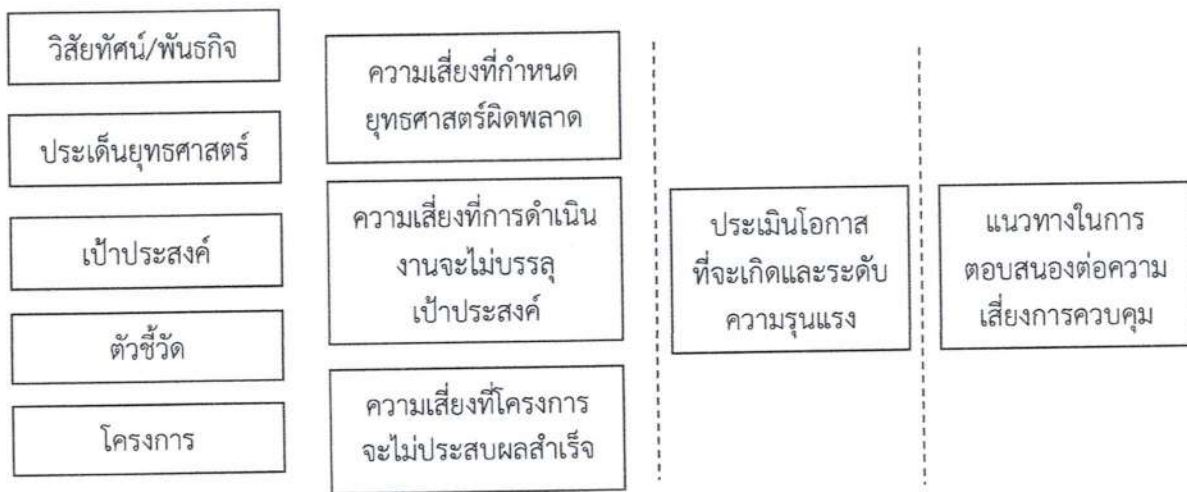 วิสัยทัศน์/พันธกิจ
ประเด็นยุทธศาสตร์
เป้าประสงค์
ตัวชี้วัด
โครงการ
ความเสี่ยงที่กำหนด
ยุทธศาสตร์ผิดพลาด
ความเสี่ยงที่การดำเนิน
งานจะไม่บรรลุ
เป้าประสงค์
ความเสี่ยงที่โครงการ
จะไม่ประสบผลสำเร็จ
ประเมินโอกาส
ที่จะเกิดและระดับ
ความรุนแรง
แนวทางในการ
ตอบสนองต่อความ
เสี่ยงการควบคุม